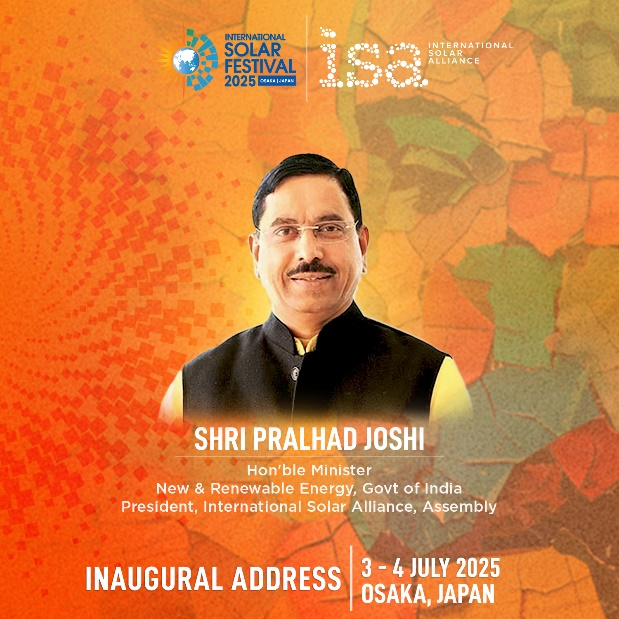 INTERNATIONAL
SOLAR
FESTIVAL
2025 OSAKA | JAPAN
isa
INTERNATIONAL
SOLAR
ALLIANCE
SHRI PRALHAD JOSHI
Hon'ble Minister
New & Renewable Energy, Govt of India
President, International Solar Alliance, Assembly
INAUGURAL ADDRESS
3 - 4 JULY 2025
OSAKA, JAPAN